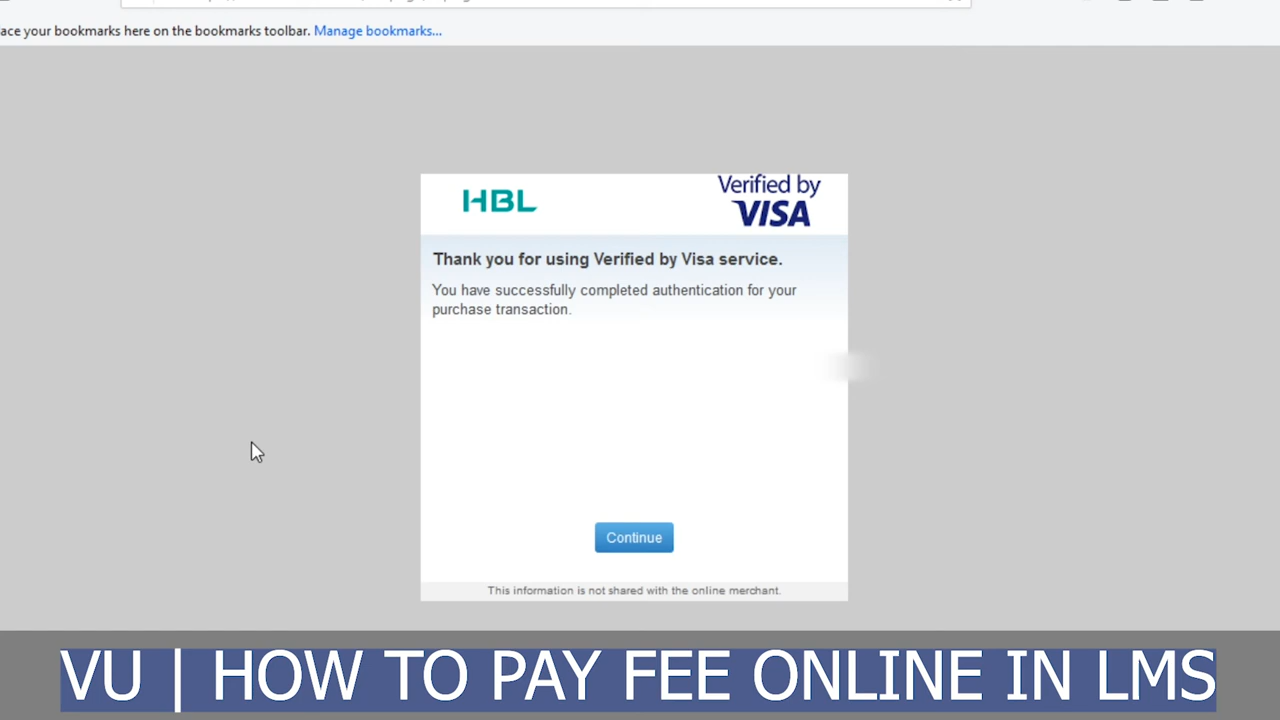 ace your bookmarks here on the bookmarks toolbar. Manage bookmarks...
HBL
Verified by
VISA
Thank you for using Verified by Visa service.
You have successfully completed authentication for your
purchase transaction.
Continue
This information is not shared with the online merchant.
VU | HOW TO PAY FEE ONLINE IN LMS